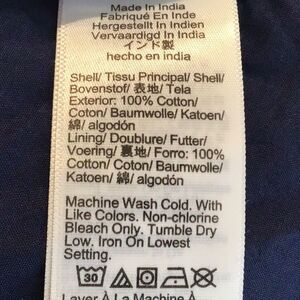 Made In India
Fabriqué En Inde
Hergestellt In Indien
Vervaardigd In India
インド製
hecho en india
Shell/ Tissu Principal/ Shell/
Bovenstof/ 表地/ Tela
Exterior: 100% Cotton/
Coton/ Baumwolle/ Katoen/
綿/ algodón
Lining/ Doublure/ Futter/
Voering/ 裏地/ Forro: 100%
Cotton/ Coton/ Baumwolle/
Katoen/ 綿/ algodón
Machine Wash Cold. With
Like Colors. Non-chlorine
Bleach Only. Tumble Dry
Low. Iron On Lowest
Setting.
30
Laver À La Machine À